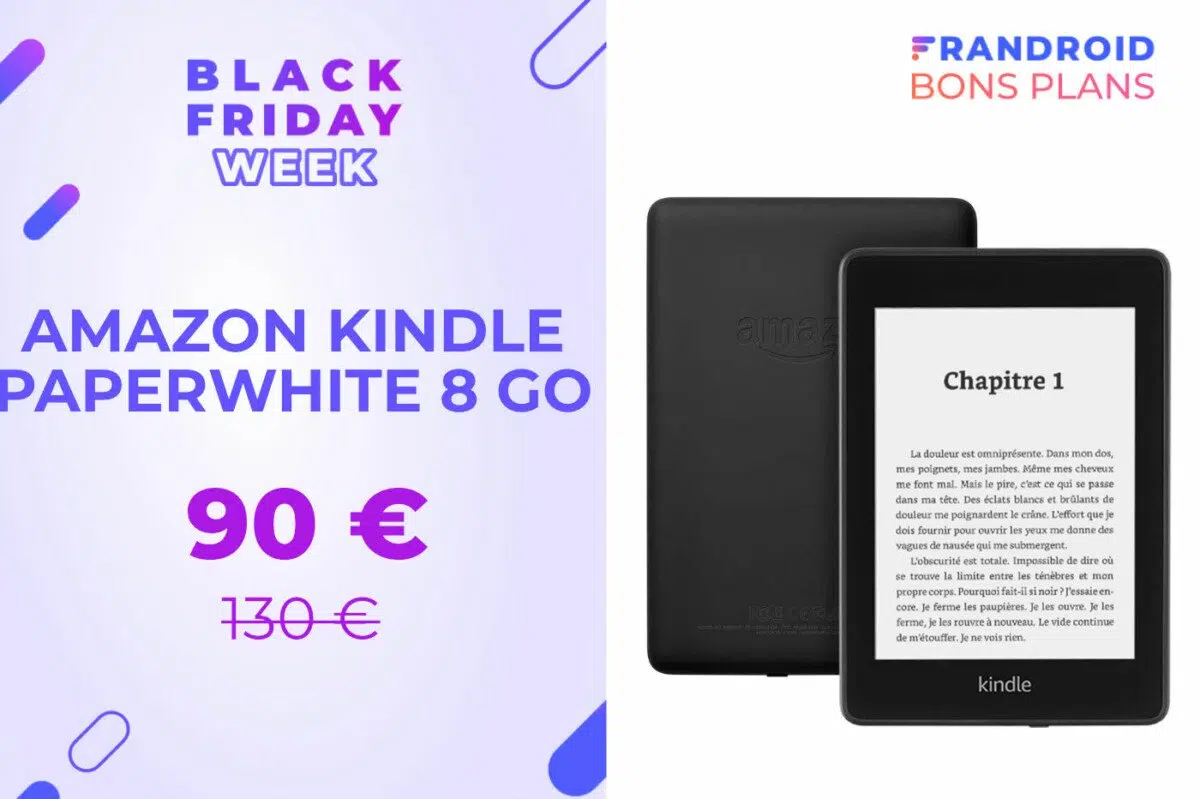 BLACK
FRIDAY
WEEK
AMAZON KINDLE
PAPERWHITE 8 GO
90 €
130 €
FRANDROID
BONS PLANS
amaz
Chapitre 1
La douleur est omniprésente. Dans mon dos,
mes poignets, mes jambes. Même mes cheveux
me font mal. Mais le pire, c'est ce qui se passe
dans ma tête. Des éclats blancs et brûlants de
douleur me poignardent le crâne. L'effort que je
dois fournir pour ouvrir les yeux me donne des
vagues de nausée qui me submergent.
L'obscurité est totale. Impossible de dire où
se trouve la limite entre les ténèbres et mon
propre corps. Pourquoi fait-il si noir ? J'essaie en-
core. Je ferme les paupières. Je les ouvre. Je les
ferme, je les rouvre à nouveau. Le vide continue
de m'étouffer. Je ne vois rien.
kindle